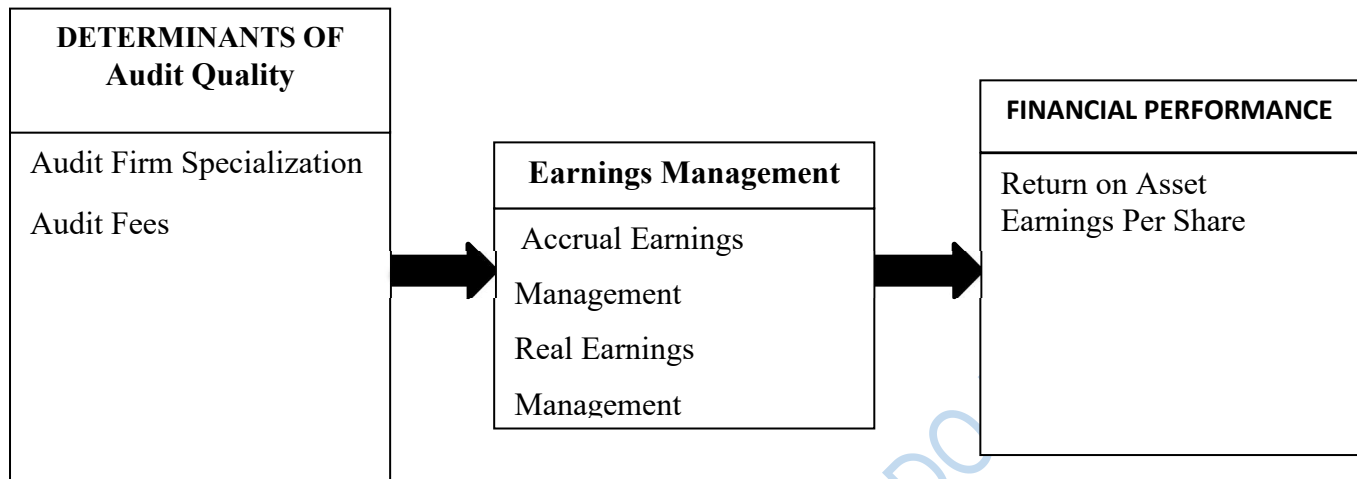 DETERMINANTS OF
Audit Quality
Audit Firm Specialization
Audit Fees
Earnings Management
Accrual Earnings
Management
Real Earnings
Management
FINANCIAL PERFORMANCE
Return on Asset
Earnings Per Share
DO